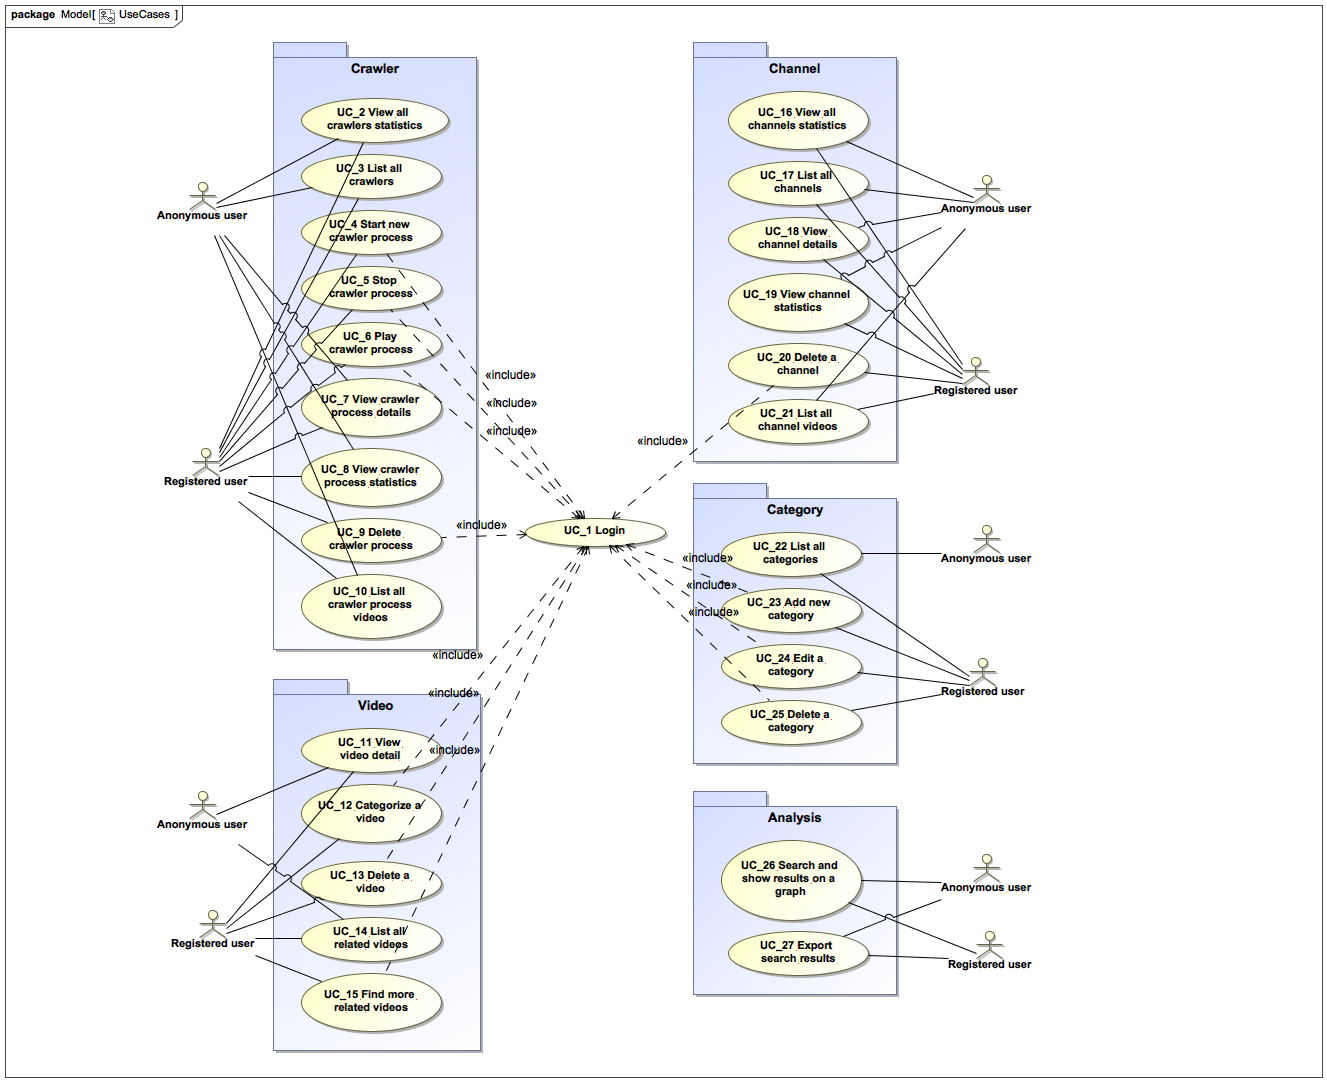 package Model[ UseCases ]
Crawler
UC_2 View all
crawlers statistics
UC_3 List all
crawlers
UC_4 Start new
crawler process
UC_5 Stop
crawler process
UC_6 Play
crawler process
UC_7 View crawler
process details
UC_8 View crawler
process statistics
UC_9 Delete
crawler process
UC_10 List all
crawler process
videos
Anonymous user
Registered user
«include»
«include»
«include»
«include»
UC_1 Login
Channel
UC_16 View all
channels statistics
UC_17 List all
channels
UC_18 View
channel details
UC_19 View channel
statistics
UC_20 Delete a
channel
UC_21 List all
channel videos
Anonymous user
Registered user
«include»
Category
UC_22 List all
categories
UC_23 Add new
category
UC_24 Edit a
category
UC_25 Delete a
category
Anonymous user
Registered user
«include»
«include»
«include»
Video
UC_11 View
video detail
UC_12 Categorize a
video
UC_13 Delete a
video
UC_14 List all
related videos
UC_15 Find more
related videos
Anonymous user
Registered user
«include»
«include»
«include»
Analysis
UC_26 Search and
show results on a
graph
UC_27 Export
search results
Anonymous user
Registered user